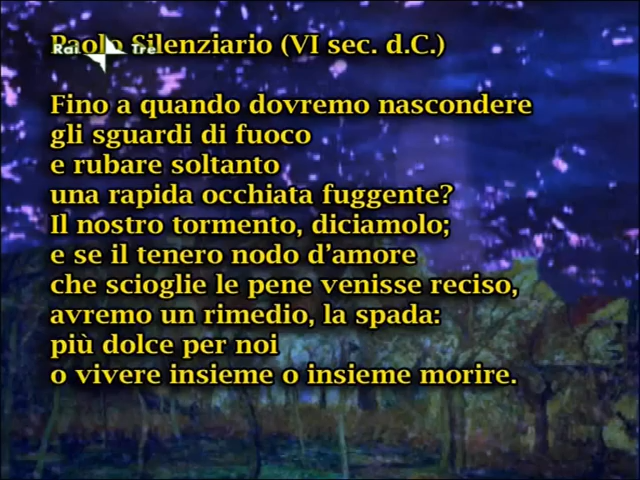 Paolo Silenziario (VI sec. d.C.)
Rai Tre
Fino a quando dovremo nascondere
gli sguardi di fuoco
e rubare soltanto
una rapida occhiata fuggente?
Il nostro tormento, diciamolo;
e se il tenero nodo d'amore
che scioglie le pene venisse reciso,
avremo un rimedio, la spada:
più dolce per noi
o vivere insieme o insieme morire.